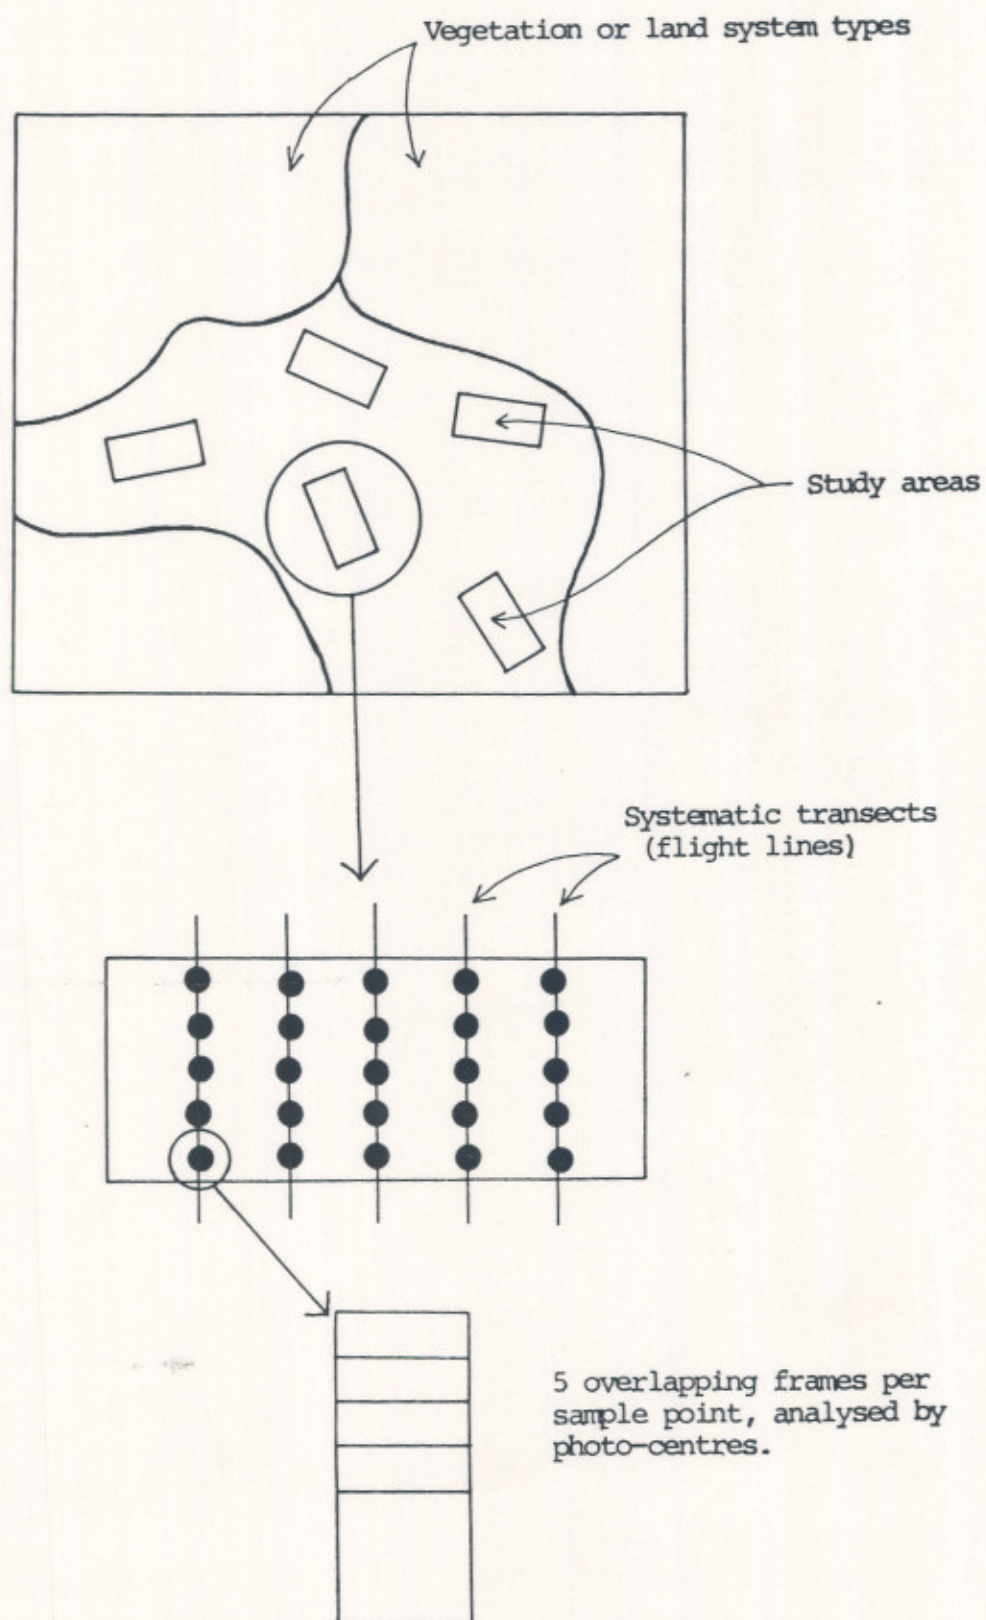 Vegetation or land system types
Study areas
Systematic transects
(flight lines)
5 overlapping frames per
sample point, analysed by
photo-centres.